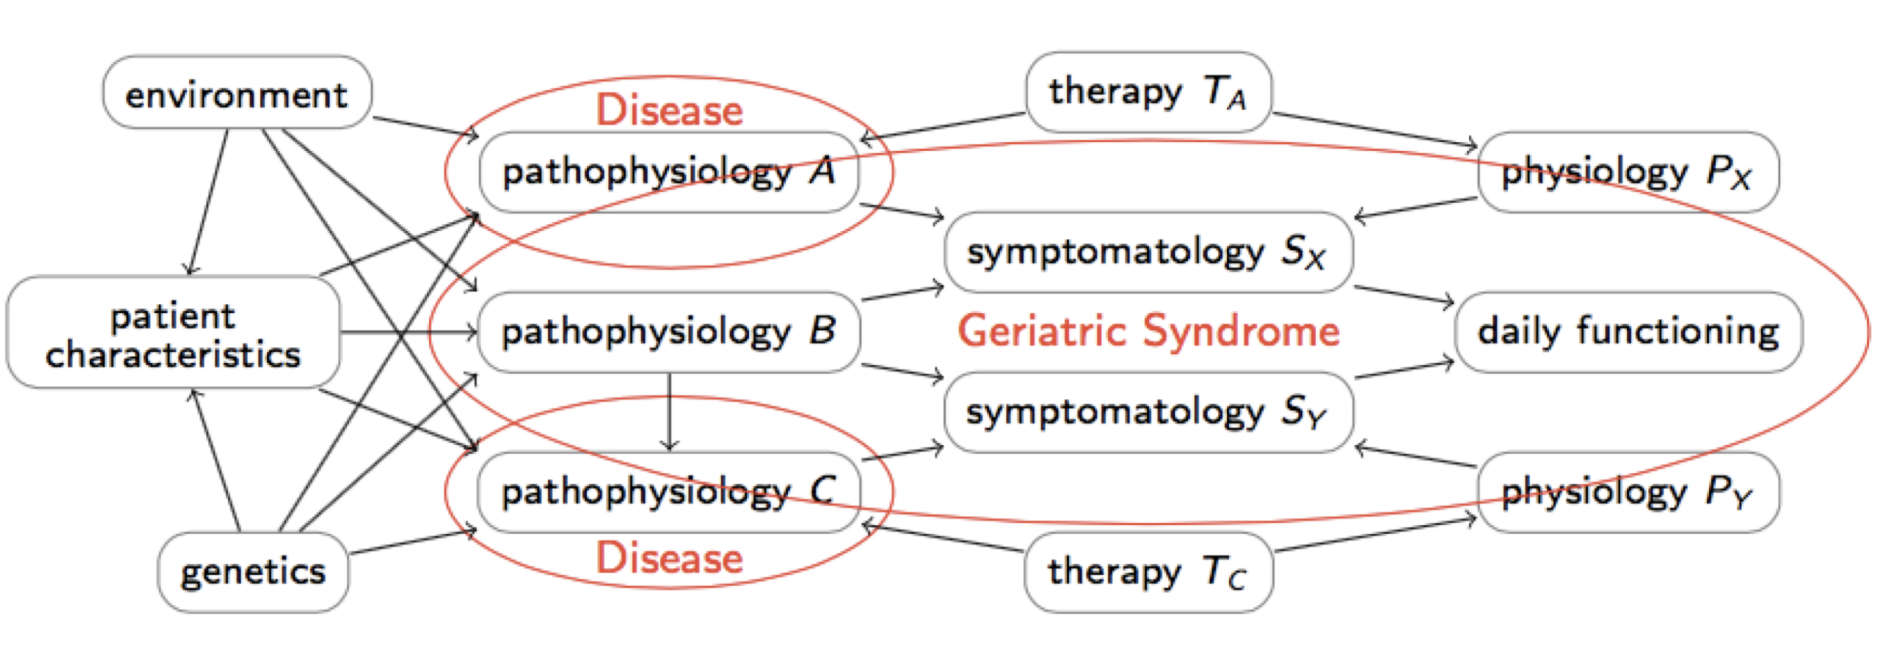 environment
Disease
therapy T_A
pathophysiology A
physiology P_X
symptomatology S_X
patient
characteristics
pathophysiology B
Geriatric Syndrome
daily functioning
symptomatology S_Y
pathophysiology C
physiology P_Y
Disease
therapy T_C
genetics